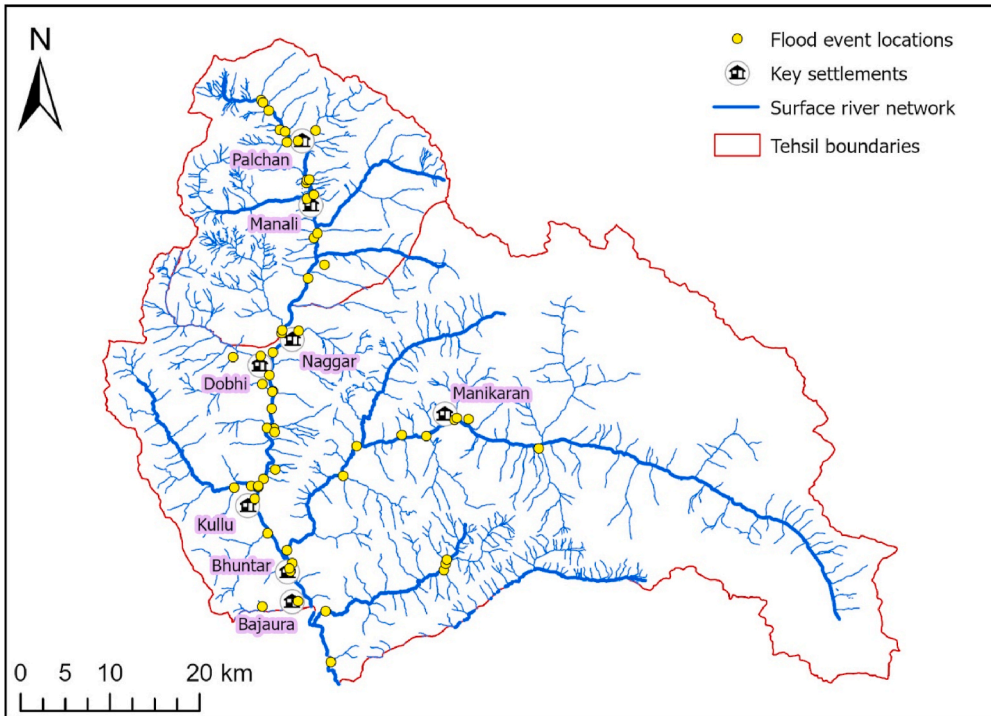 N
Flood event locations
Key settlements
Surface river network
Tehsil boundaries
Palchan
Manali
Naggar
Dobhi
Manikaran
Kullu
Bhuntar
Bajaura
0 5 10 20 km